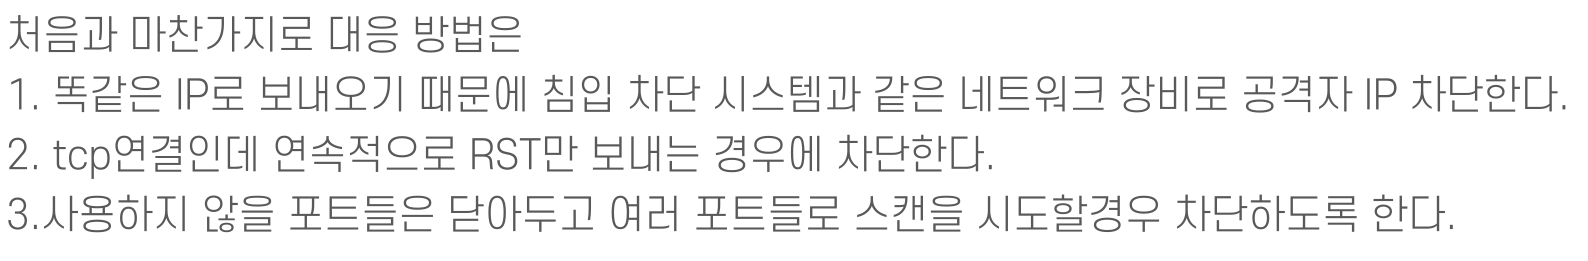 처음과 마찬가지로 대응 방법은
1. 똑같은 IP로 보내오기 때문에 침입 차단 시스템과 같은 네트워크 장비로 공격자 IP 차단한다.
2. tcp연결인데 연속적으로 RST만 보내는 경우에 차단한다.
3.사용하지 않을 포트들은 닫아두고 여러 포트들로 스캔을 시도할경우 차단하도록 한다.